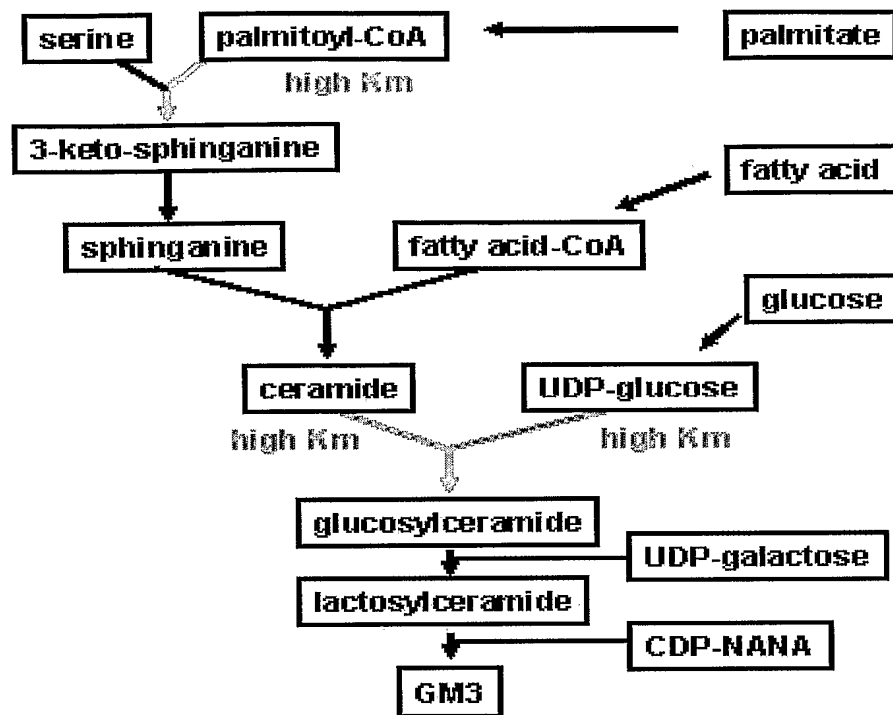 serine
palmitoyl-CoA
palmitate
high Km
3-keto-sphinganine
fatty acid
sphinganine
fatty acid-CoA
glucose
ceramide
UDP-glucose
high Km
high Km
glucosylceramide
UDP-galactose
lactosylceramide
CDP-NANA
GM3